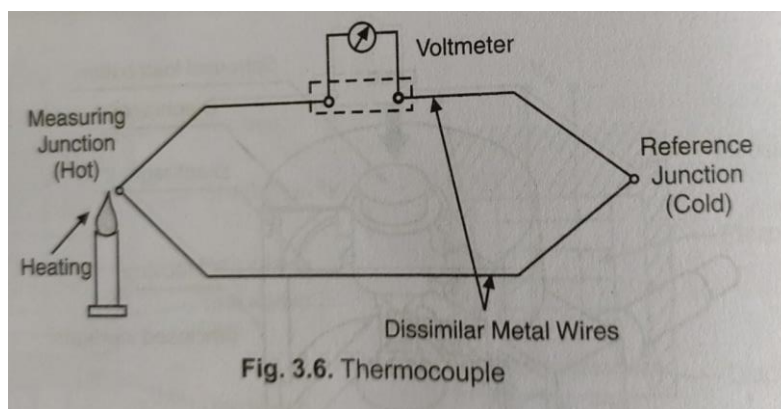 Voltmeter
Measuring
Junction
(Hot)
Heating
Reference
Junction
(Cold)
Dissimilar Metal Wires
Fig. 3.6. Thermocouple